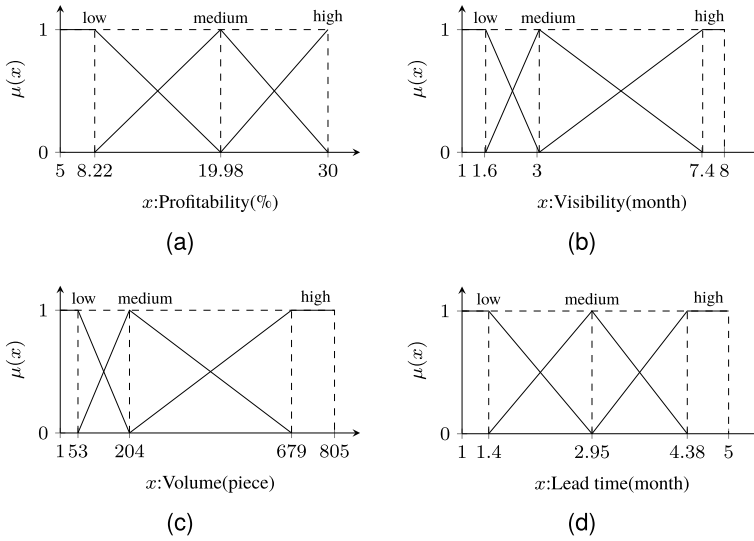 low medium high
1
μ(x)
0
5 8.22 19.98 30
x:Profitability(%)
(a)
low medium high
1
μ(x)
0
1 1.6 3 7.4 8
x:Visibility(month)
(b)
low medium high
1
μ(x)
0
1 53 204 679 805
x:Volume(piece)
(c)
low medium high
1
μ(x)
0
1 1.4 2.95 4.38 5
x:Lead time(month)
(d)